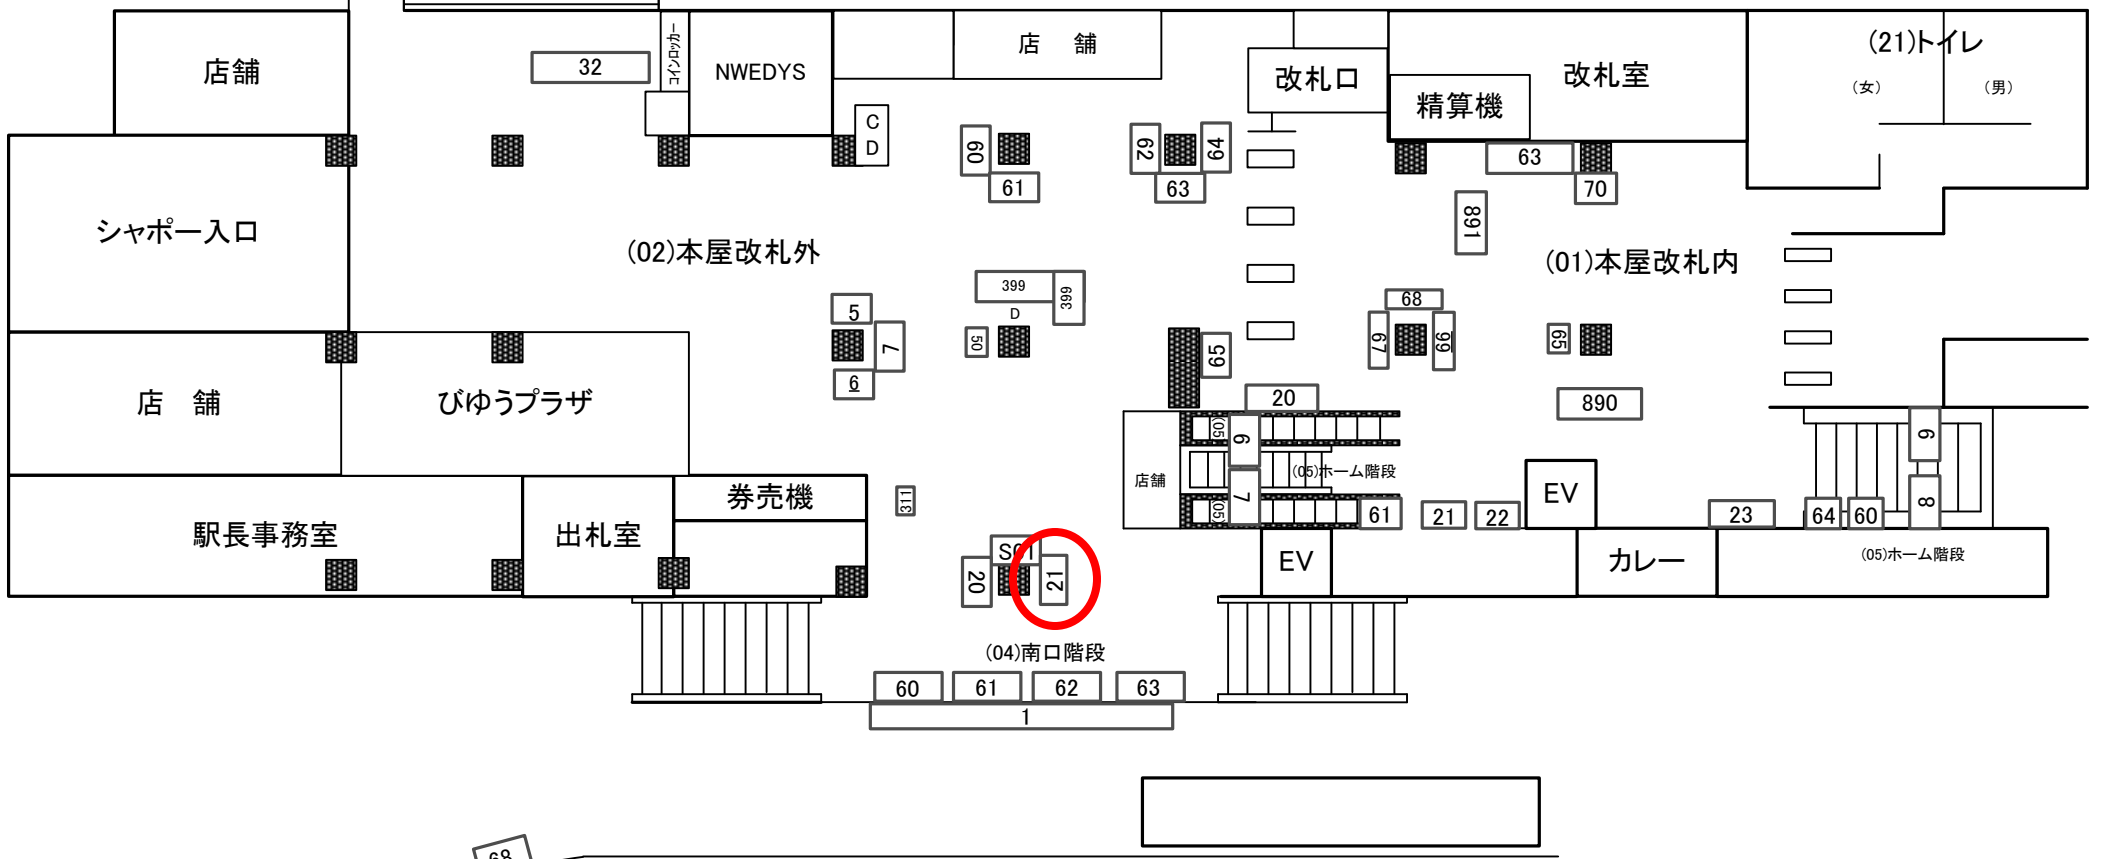 店舗
32
コインロッカー
NWEDYS
店 舗
改札口
精算機
改札室
(21)トイレ
(女)
(男)
C
D
60
61
62
64
63
63
70
891
シャポー入口
(02)本屋改札外
(01)本屋改札内
399
399
D
50
5
7
6
65
68
67
99
65
890
店 舗
びゆうプラザ
20
(05)
6
7
(05)ホーム階段
(05)
店舗
61
21
22
EV
23
64
60
6
8
駅長事務室
出札室
券売機
311
S01
20
21
EV
カレー
(05)ホーム階段
(04)南口階段
60
61
62
63
1
68